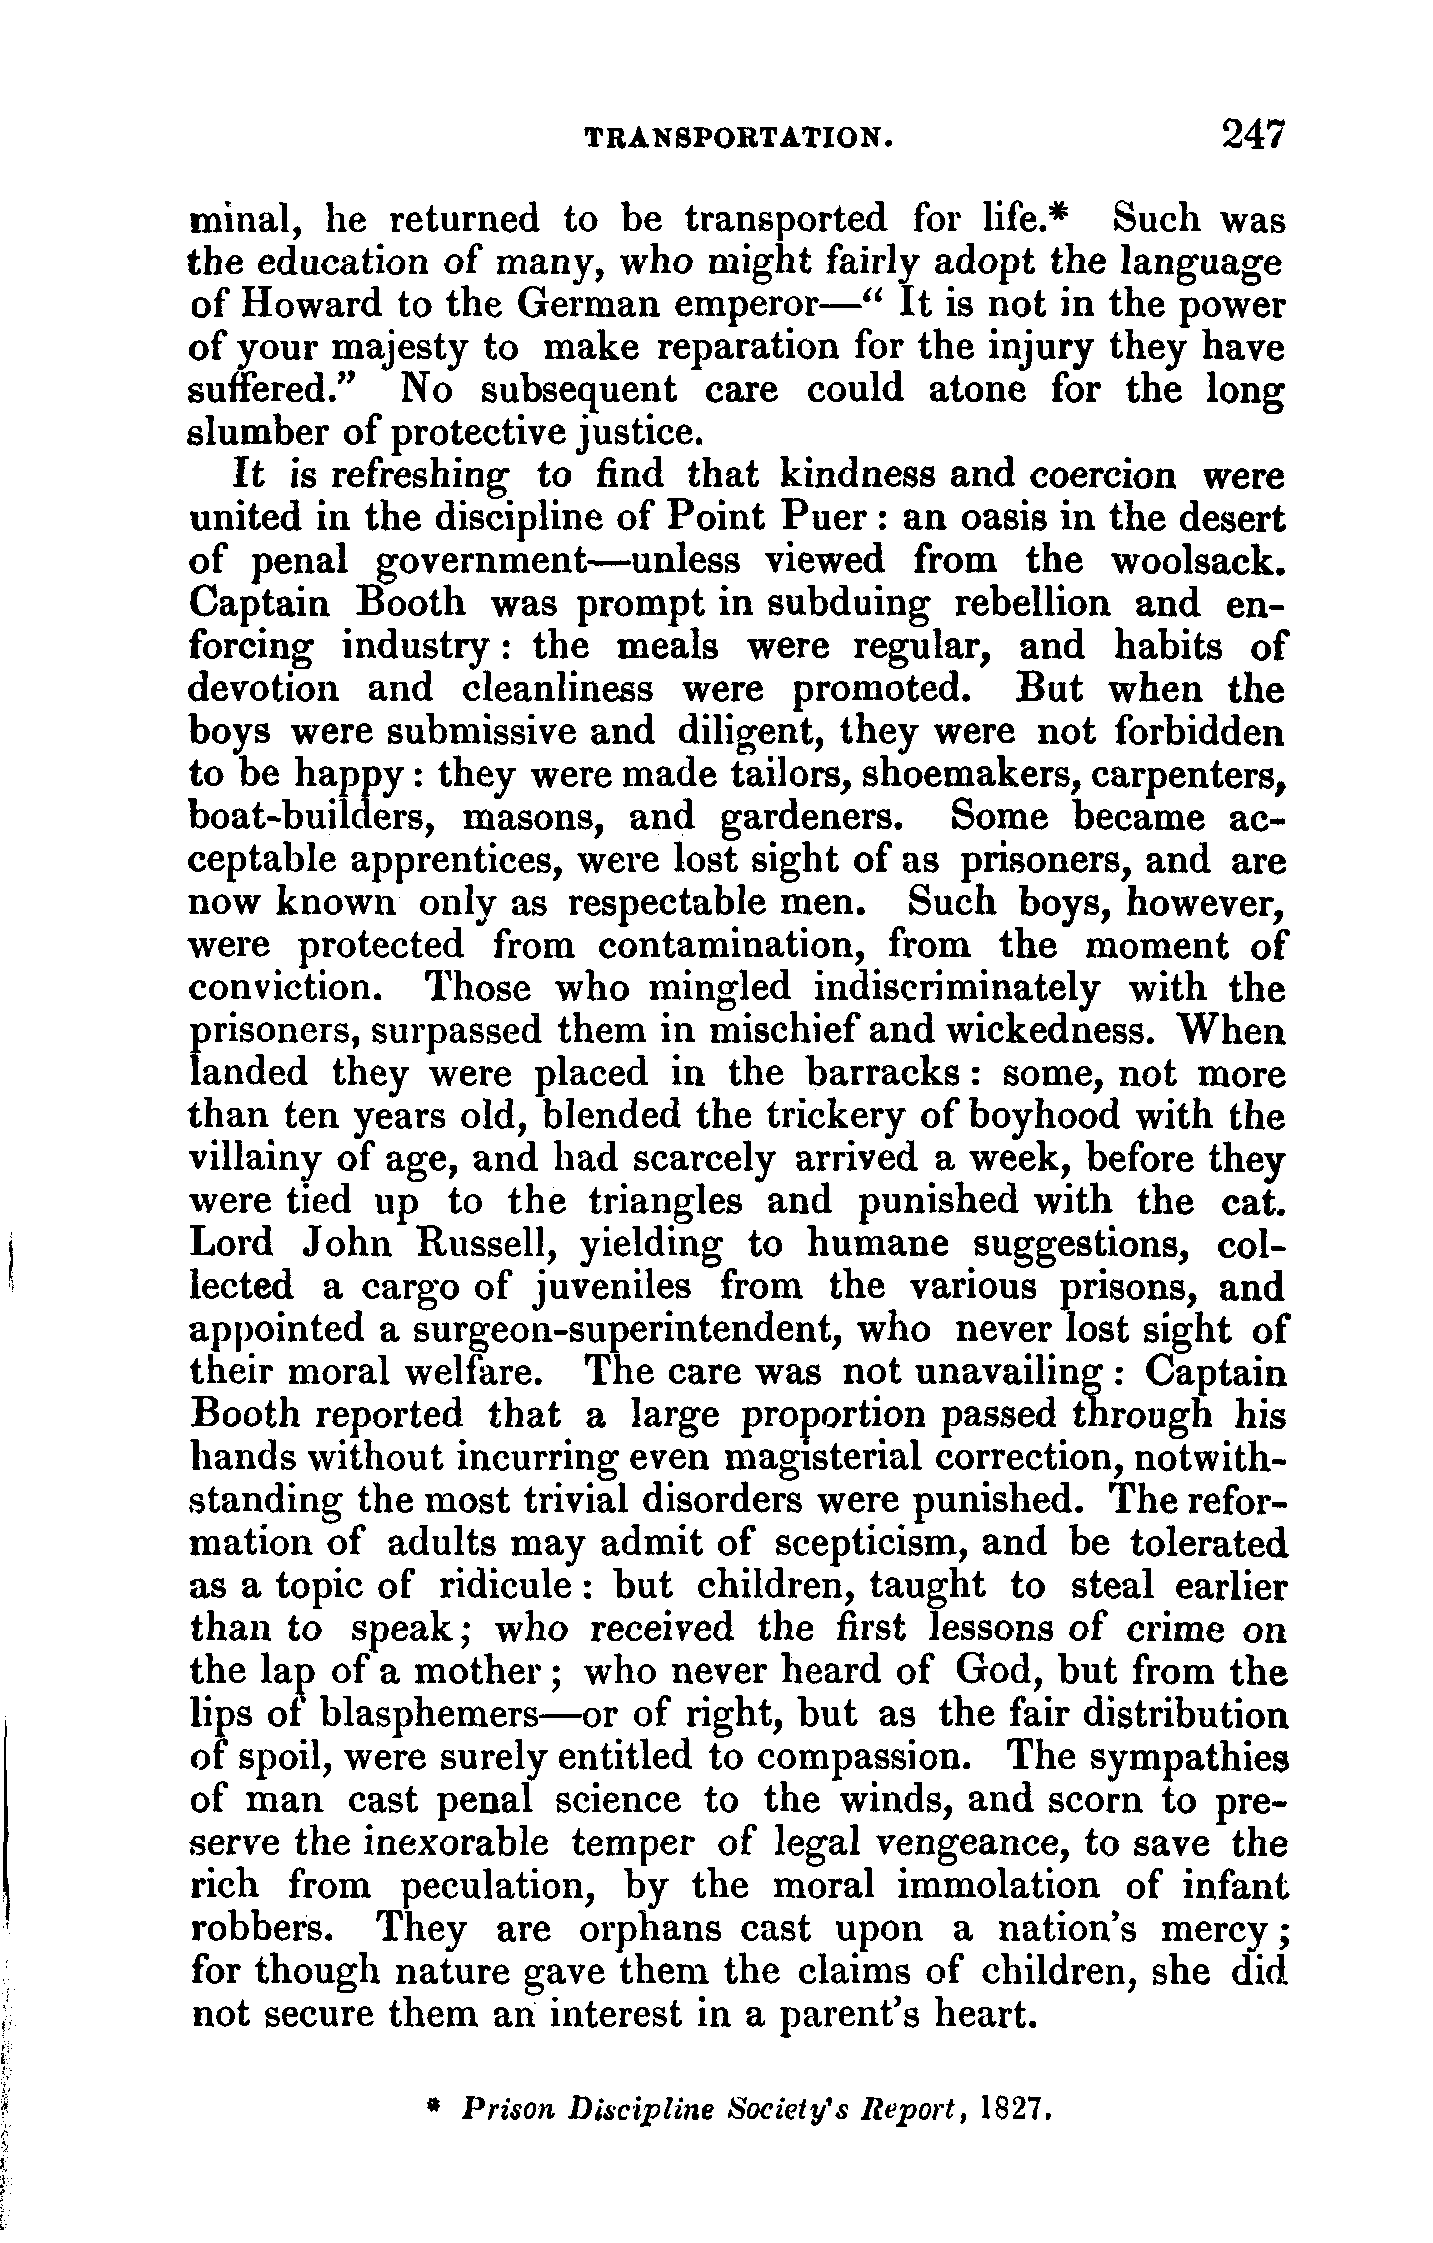 TRANSPORTATION. 247
minal, he returned to be transported for life.* Such was
the education of many, who might fairly adopt the language
of Howard to the German emperor—“ It is not in the power
of your majesty to make reparation for the injury they have
suffered.” No subsequent care could atone for the long
slumber of protective justice.
It is refreshing to find that kindness and coercion were
united in the discipline of Point Puer : an oasis in the desert
of penal government—unless viewed from the woolsack.
Captain Booth was prompt in subduing rebellion and en-
forcing industry : the meals were regular, and habits of
devotion and cleanliness were promoted. But when the
boys were submissive and diligent, they were not forbidden
to be happy : they were made tailors, shoemakers, carpenters,
boat-builders, masons, and gardeners. Some became ac-
ceptable apprentices, were lost sight of as prisoners, and are
now known only as respectable men. Such boys, however,
were protected from contamination, from the moment of
conviction. Those who mingled indiscriminately with the
prisoners, surpassed them in mischief and wickedness. When
landed they were placed in the barracks : some, not more
than ten years old, blended the trickery of boyhood with the
villainy of age, and had scarcely arrived a week, before they
were tied up to the triangles and punished with the cat.
Lord John Russell, yielding to humane suggestions, col-
lected a cargo of juveniles from the various prisons, and
appointed a surgeon-superintendent, who never lost sight of
their moral welfare. The care was not unavailing : Captain
Booth reported that a large proportion passed through his
hands without incurring even magisterial correction, notwith-
standing the most trivial disorders were punished. The refor-
mation of adults may admit of scepticism, and be tolerated
as a topic of ridicule : but children, taught to steal earlier
than to speak; who received the first lessons of crime on
the lap of a mother ; who never heard of God, but from the
lips of blasphemers—or of right, but as the fair distribution
of spoil, were surely entitled to compassion. The sympathies
of man cast penal science to the winds, and scorn to pre-
serve the inexorable temper of legal vengeance, to save the
rich from peculation, by the moral immolation of infant
robbers. They are orphans cast upon a nation's mercy ;
for though nature gave them the claims of children, she did
not secure them an interest in a parent's heart.
* Prison Discipline Society's Report, 1827.